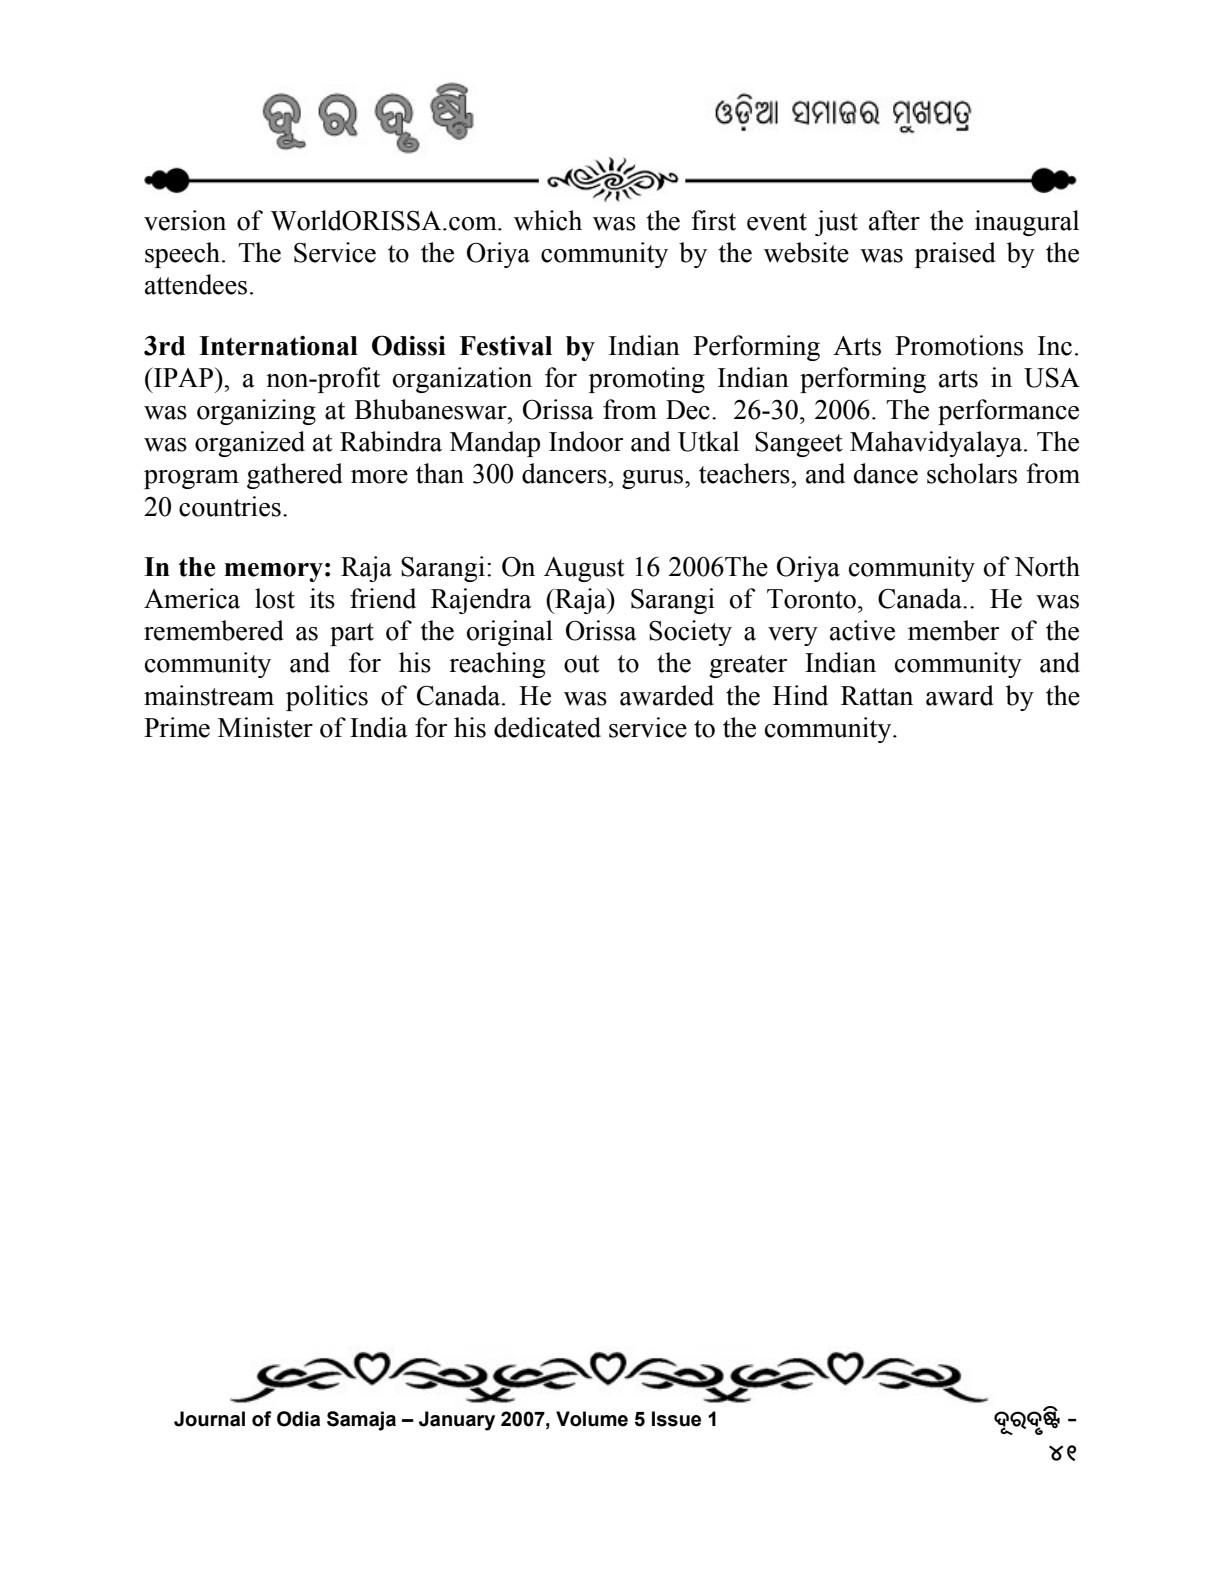 ଦୂରଦୃଷ୍ଟି
ଓଡ଼ିଆ ସମାଜର ମୁଖପତ୍ର
version of WorldORISSA.com. which was the first event just after the inaugural
speech. The Service to the Oriya community by the website was praised by the
attendees.
3rd International Odissi Festival by Indian Performing Arts Promotions Inc.
(IPAP), a non-profit organization for promoting Indian performing arts in USA
was organizing at Bhubaneswar, Orissa from Dec.  26-30, 2006. The performance
was organized at Rabindra Mandap Indoor and Utkal  Sangeet Mahavidyalaya. The
program gathered more than 300 dancers, gurus, teachers, and dance scholars from
20 countries.
In the memory: Raja Sarangi: On August 16 2006The Oriya community of North
America lost its friend Rajendra (Raja) Sarangi of Toronto, Canada.. He was
remembered as part of the original Orissa Society a very active member of the
community and for his reaching out to the greater Indian community and
mainstream politics of Canada. He was awarded the Hind Rattan award by the
Prime Minister of India for his dedicated service to the community.
Journal of Odia Samaja – January 2007, Volume 5 Issue 1
ଦୂରଦୃଷ୍ଟି -
୪୧